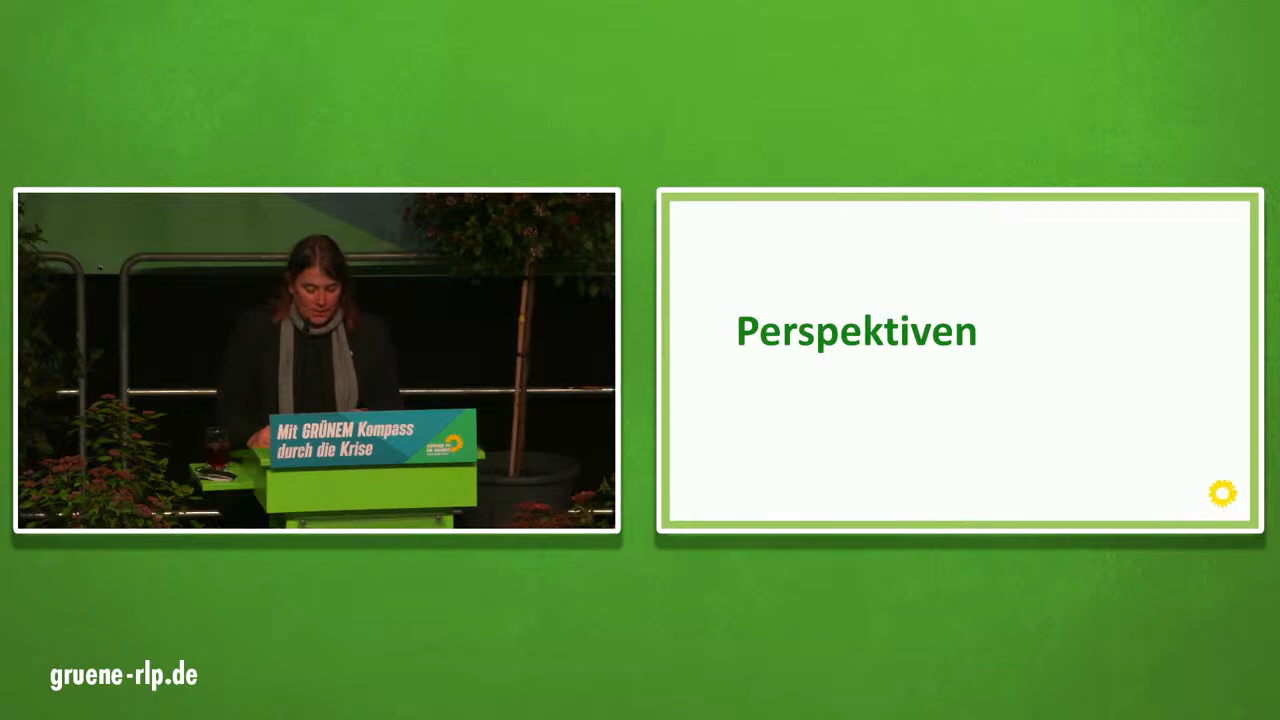 Mit GRÜNEM Kompass
durch die Krise
Perspektiven
gruene-rlp.de